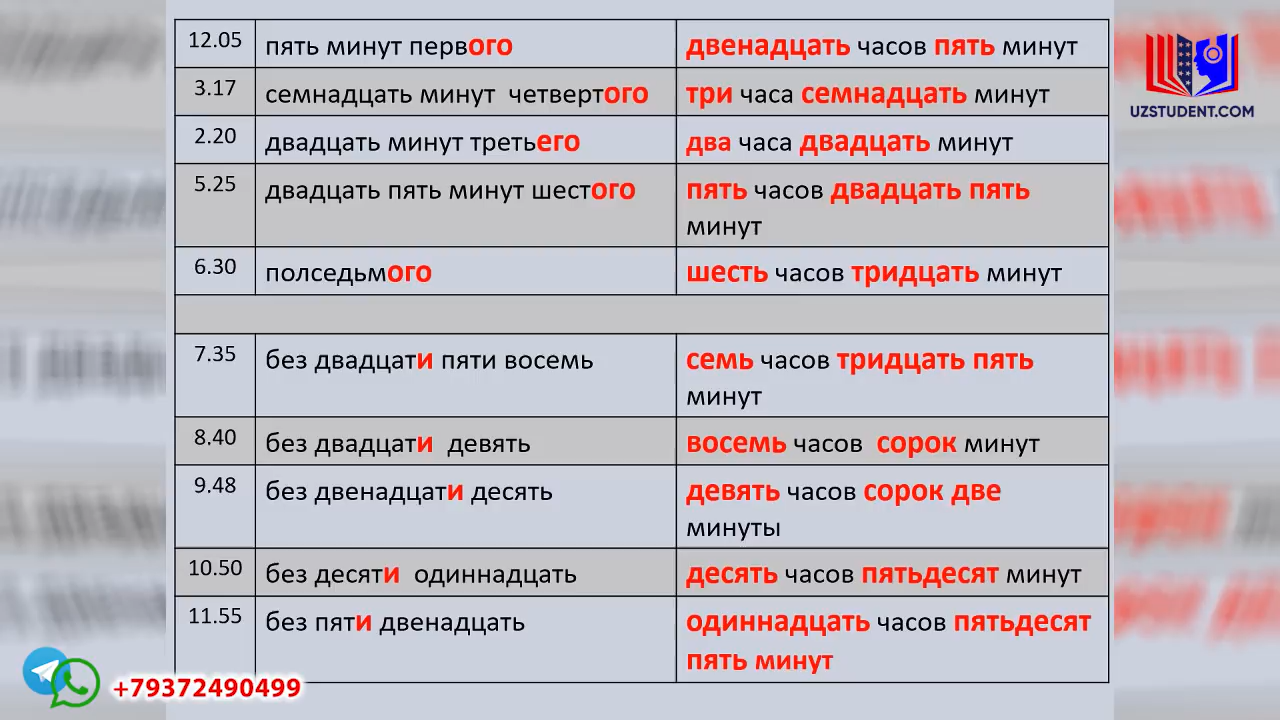 12.05 пять минут первого двенадцать часов пять минут
3.17 семнадцать минут четвертого три часа семнадцать минут
2.20 двадцать минут третьего два часа двадцать минут
5.25 двадцать пять минут шестого пять часов двадцать пять
минут
6.30 полседьмого шесть часов тридцать минут
7.35 без двадцати пяти восемь семь часов тридцать пять
минут
8.40 без двадцати девять восемь часов сорок минут
9.48 без двенадцати десять девять часов сорок две
минуты
10.50 без десяти одиннадцать десять часов пятьдесят минут
11.55 без пяти двенадцать одиннадцать часов пятьдесят
пять минут
UZSTUDENT.COM
+79372490499